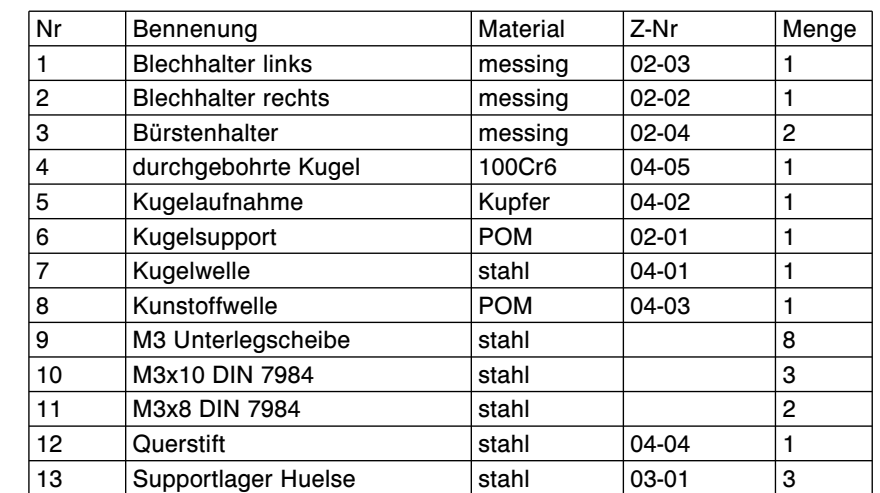 Nr Bennenung Material Z-Nr Menge
1 Blechhalter links messing 02-03 1
2 Blechhalter rechts messing 02-02 1
3 Bürstenhalter messing 02-04 2
4 durchgebohrte Kugel 100Cr6 04-05 1
5 Kugelaufnahme Kupfer 04-02 1
6 Kugelsupport POM 02-01 1
7 Kugelwelle stahl 04-01 1
8 Kunstoffwelle POM 04-03 1
9 M3 Unterlegscheibe stahl 8
10 M3x10 DIN 7984 stahl 3
11 M3x8 DIN 7984 stahl 2
12 Querstift stahl 04-04 1
13 Supportlager Huelse stahl 03-01 3